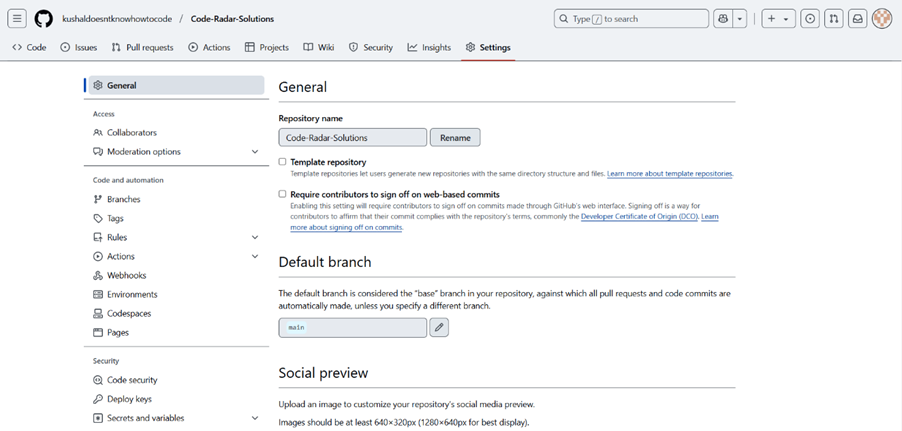 kushaldoesntknowhowtocode / Code-Radar-Solutions
Type / to search
Code Issues Pull requests Actions Projects Wiki Security Insights Settings
General
Access
Collaborators
Moderation options
Code and automation
Branches
Tags
Rules
Actions
Webhooks
Environments
Codespaces
Pages
Security
Code security
Deploy keys
Secrets and variables
General
Repository name
Code-Radar-Solutions Rename
Template repository
Template repositories let users generate new repositories with the same directory structure and files. Learn more about template repositories.
Require contributors to sign off on web-based commits
Enabling this setting will require contributors to sign off on commits made through GitHub's web interface. Signing off is a way for
contributors to affirm that their commit complies with the repository's terms, commonly the Developer Certificate of Origin (DCO). Learn
more about signing off on commits.
Default branch
The default branch is considered the "base" branch in your repository, against which all pull requests and code commits are
automatically made, unless you specify a different branch.
main
Social preview
Upload an image to customize your repository's social media preview.
Images should be at least 640×320px (1280×640px for best display).